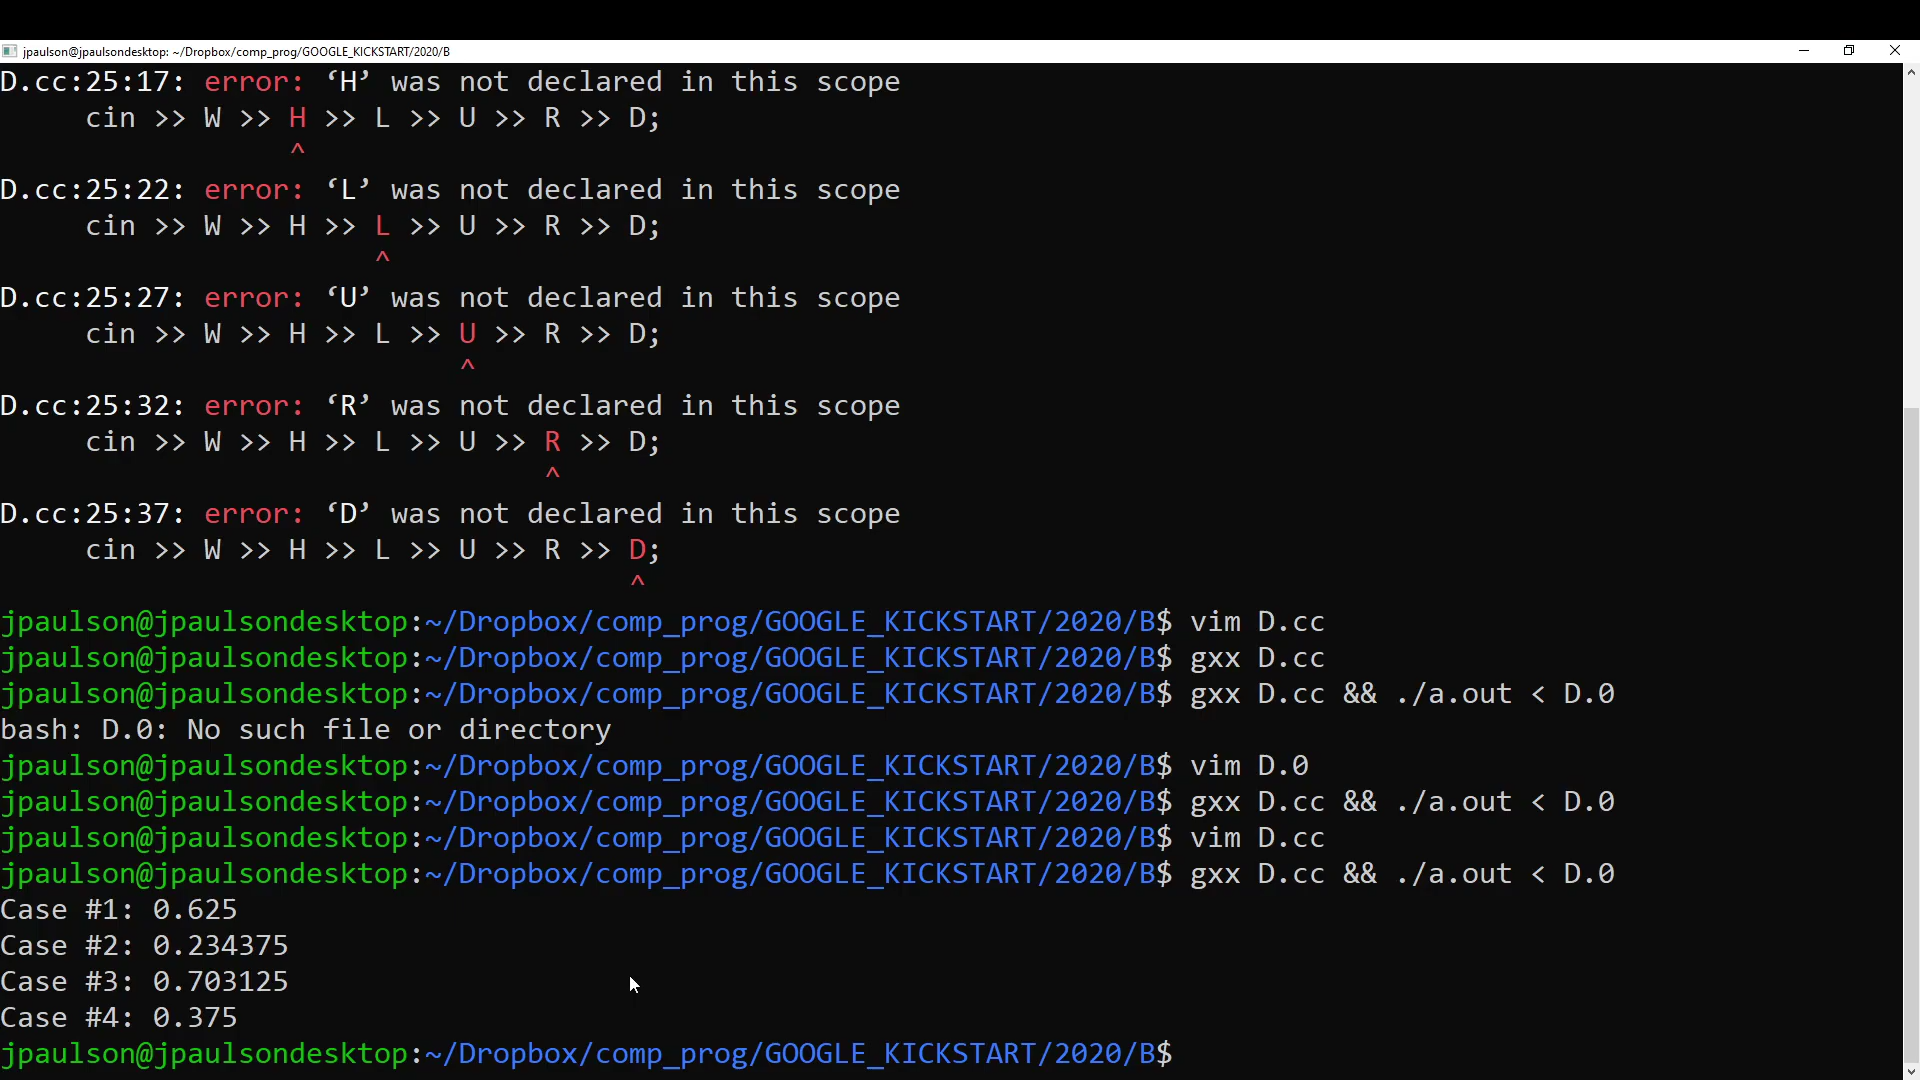 jpaulson@jpaulsondesktop: ~/Dropbox/comp_prog/GOOGLE_KICKSTART/2020/B
D.cc:25:17: error: ‘H’ was not declared in this scope
     cin >> W >> H >> L >> U >> R >> D;
                 ^
D.cc:25:22: error: ‘L’ was not declared in this scope
     cin >> W >> H >> L >> U >> R >> D;
                      ^
D.cc:25:27: error: ‘U’ was not declared in this scope
     cin >> W >> H >> L >> U >> R >> D;
                           ^
D.cc:25:32: error: ‘R’ was not declared in this scope
     cin >> W >> H >> L >> U >> R >> D;
                                ^
D.cc:25:37: error: ‘D’ was not declared in this scope
     cin >> W >> H >> L >> U >> R >> D;
                                     ^
jpaulson@jpaulsondesktop:~/Dropbox/comp_prog/GOOGLE_KICKSTART/2020/B$ vim D.cc
jpaulson@jpaulsondesktop:~/Dropbox/comp_prog/GOOGLE_KICKSTART/2020/B$ gxx D.cc
jpaulson@jpaulsondesktop:~/Dropbox/comp_prog/GOOGLE_KICKSTART/2020/B$ gxx D.cc && ./a.out < D.0
bash: D.0: No such file or directory
jpaulson@jpaulsondesktop:~/Dropbox/comp_prog/GOOGLE_KICKSTART/2020/B$ vim D.0
jpaulson@jpaulsondesktop:~/Dropbox/comp_prog/GOOGLE_KICKSTART/2020/B$ gxx D.cc && ./a.out < D.0
jpaulson@jpaulsondesktop:~/Dropbox/comp_prog/GOOGLE_KICKSTART/2020/B$ vim D.cc
jpaulson@jpaulsondesktop:~/Dropbox/comp_prog/GOOGLE_KICKSTART/2020/B$ gxx D.cc && ./a.out < D.0
Case #1: 0.625
Case #2: 0.234375
Case #3: 0.703125
Case #4: 0.375
jpaulson@jpaulsondesktop:~/Dropbox/comp_prog/GOOGLE_KICKSTART/2020/B$